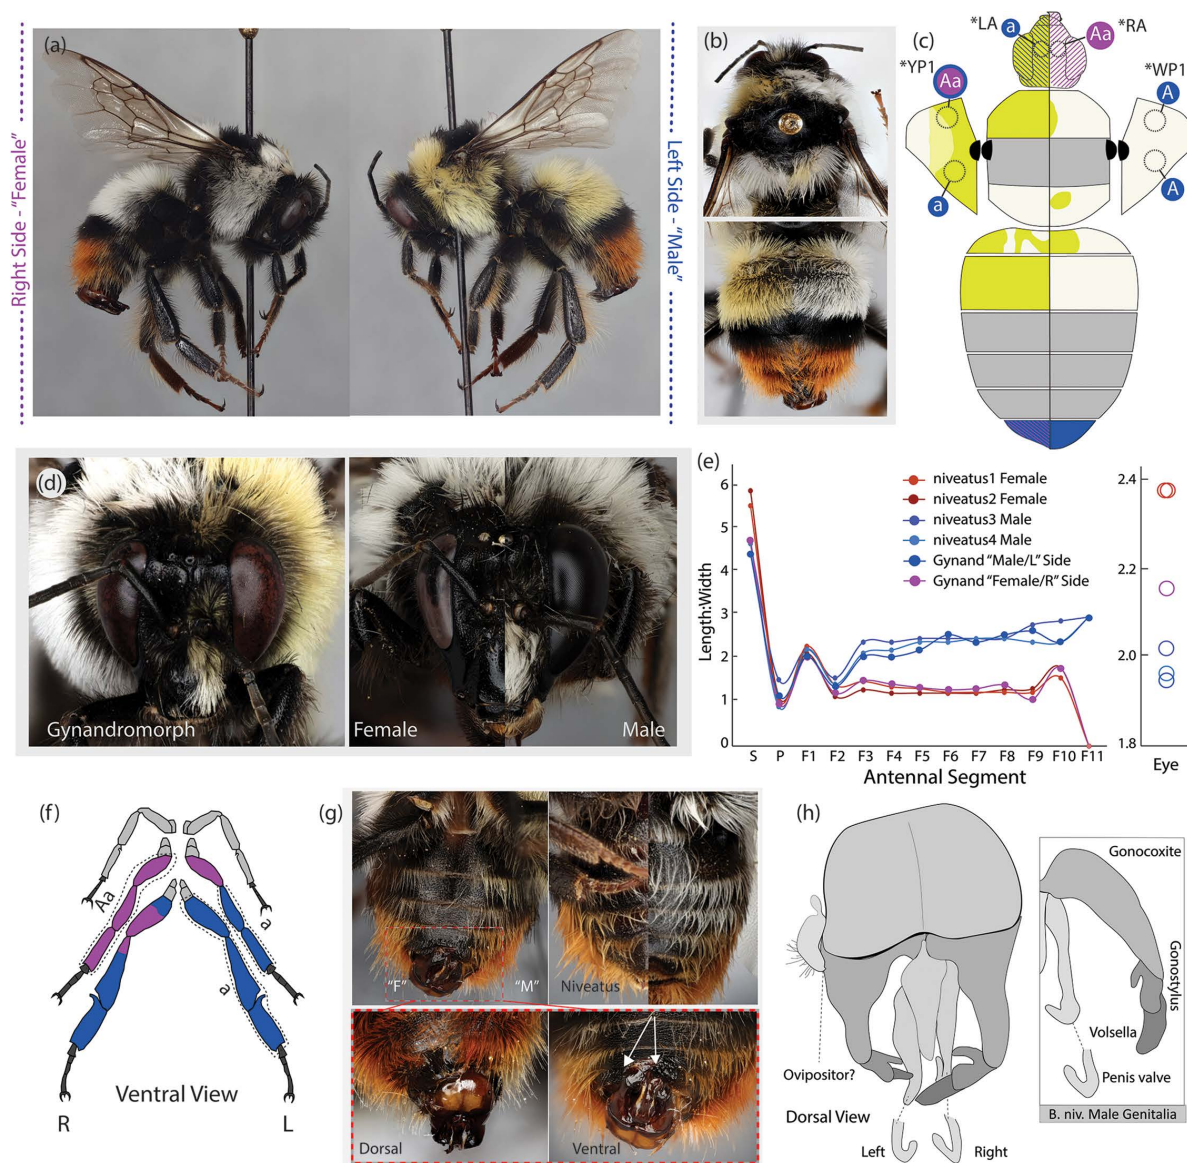 (a)
Right Side - "Female"
Left Side - "Male"
(b)
(c)
*LA
a
Aa
*RA
*YP1
Aa
a
*WP1
A
A
(d)
Gynandromorph
Female
Male
(e)
niveatus1 Female
niveatus2 Female
niveatus3 Male
niveatus4 Male
Gynand "Male/L" Side
Gynand "Female/R" Side
Length:Width
6
5
4
3
2
1
0
S P F1 F2 F3 F4 F5 F6 F7 F8 F9 F10 F11
Antennal Segment
2.4
2.2
2.0
1.8
Eye
(f)
Aa
a
a
Ventral View
R
L
(g)
"F"
"M"
Niveatus
Dorsal
Ventral
(h)
Ovipositor?
Dorsal View
Left
Right
Gonocoxite
Gonostylus
Volsella
Penis valve
B. niv. Male Genitalia